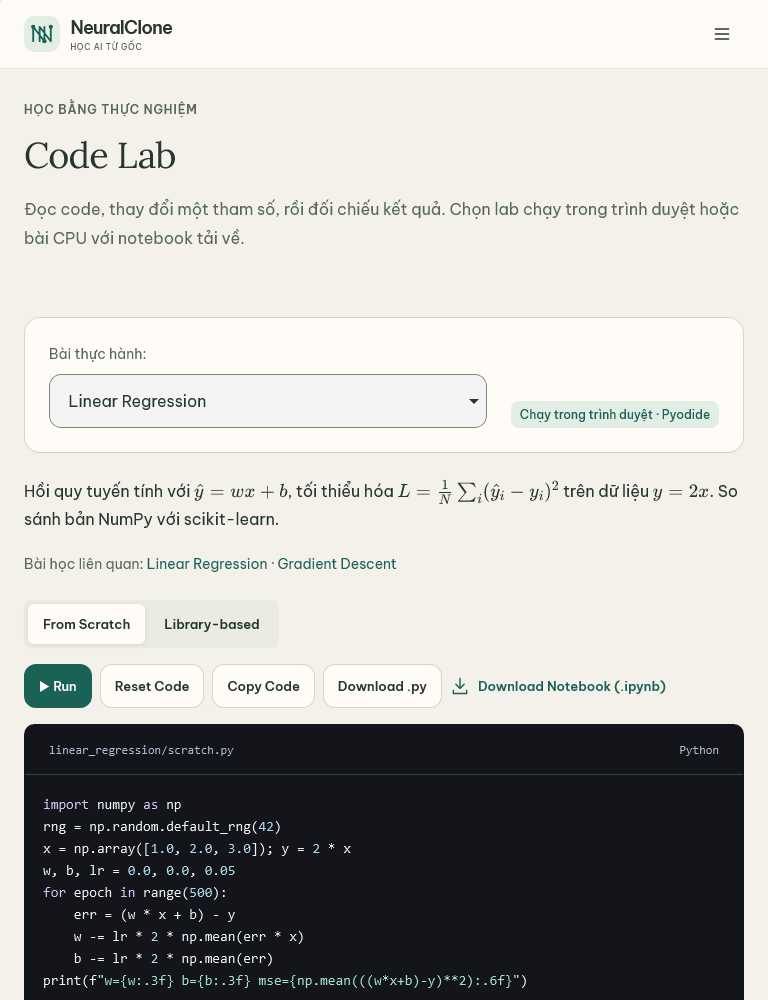 NeuralClone
HỌC AI TỪ GỐC
HỌC BẰNG THỰC NGHIỆM
Code Lab
Đọc code, thay đổi một tham số, rồi đối chiếu kết quả. Chọn lab chạy trong trình duyệt hoặc
bài CPU với notebook tải về.
Bài thực hành:
Linear Regression
Chạy trong trình duyệt · Pyodide
Hồi quy tuyến tính với ŷ = wx + b, tối thiểu hóa L = 1/N ∑ᵢ(ŷᵢ − yᵢ)² trên dữ liệu y = 2x. So
sánh bản NumPy với scikit-learn.
Bài học liên quan: Linear Regression · Gradient Descent
From Scratch Library-based
▶ Run Reset Code Copy Code Download .py Download Notebook (.ipynb)
linear_regression/scratch.py Python
import numpy as np
rng = np.random.default_rng(42)
x = np.array([1.0, 2.0, 3.0]); y = 2 * x
w, b, lr = 0.0, 0.0, 0.05
for epoch in range(500):
    err = (w * x + b) - y
    w -= lr * 2 * np.mean(err * x)
    b -= lr * 2 * np.mean(err)
print(f"w={w:.3f} b={b:.3f} mse={np.mean(((w*x+b)-y)**2):.6f}")